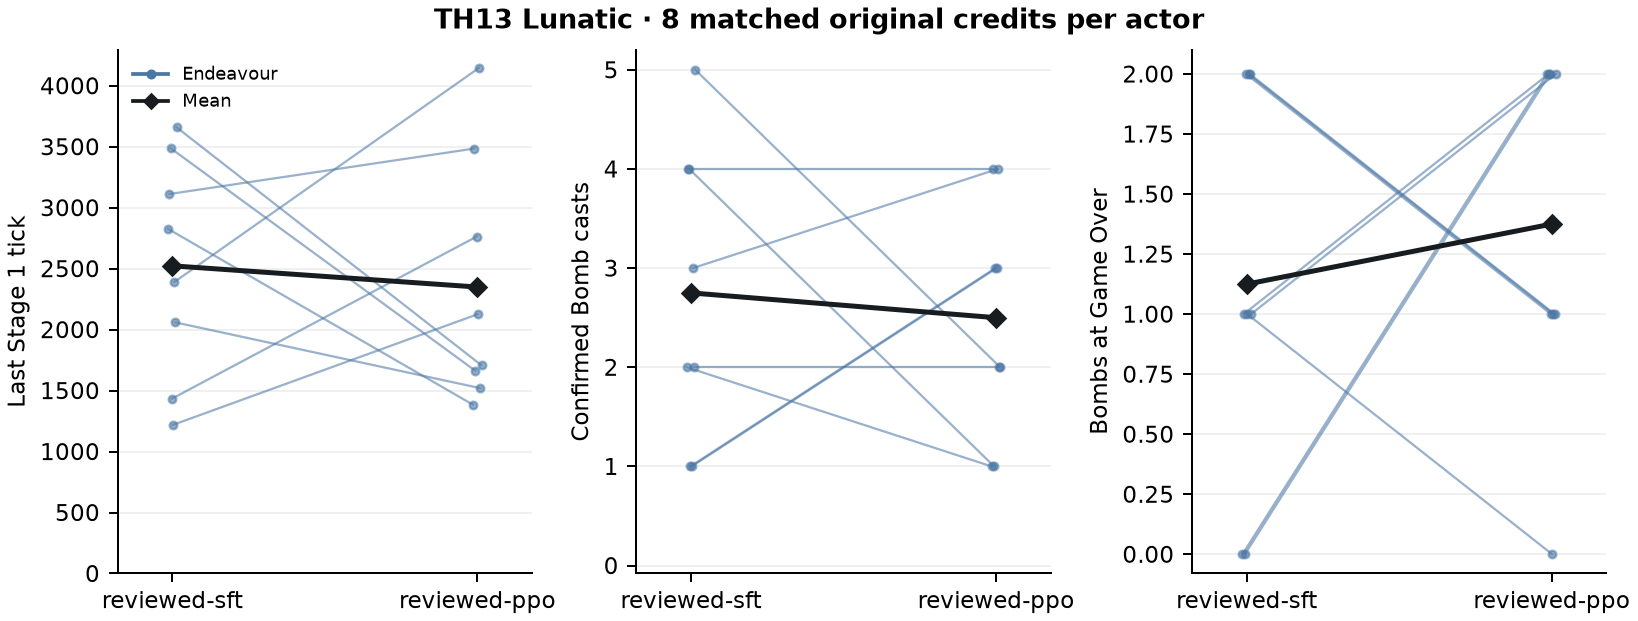 TH13 Lunatic · 8 matched original credits per actor
Last Stage 1 tick
4000
3500
3000
2500
2000
1500
1000
500
0
Endeavour
Mean
reviewed-sft
reviewed-ppo
Confirmed Bomb casts
5
4
3
2
1
0
reviewed-sft
reviewed-ppo
Bombs at Game Over
2.00
1.75
1.50
1.25
1.00
0.75
0.50
0.25
0.00
reviewed-sft
reviewed-ppo